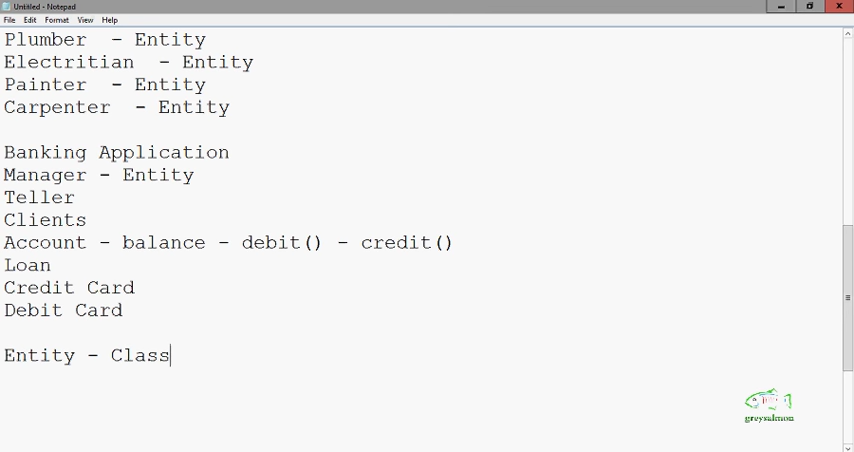 Untitled - Notepad
File Edit Format View Help
Plumber - Entity
Electritian - Entity
Painter - Entity
Carpenter - Entity
Banking Application
Manager - Entity
Teller
Clients
Account - balance - debit() - credit()
Loan
Credit Card
Debit Card
Entity - Class
greysalmon